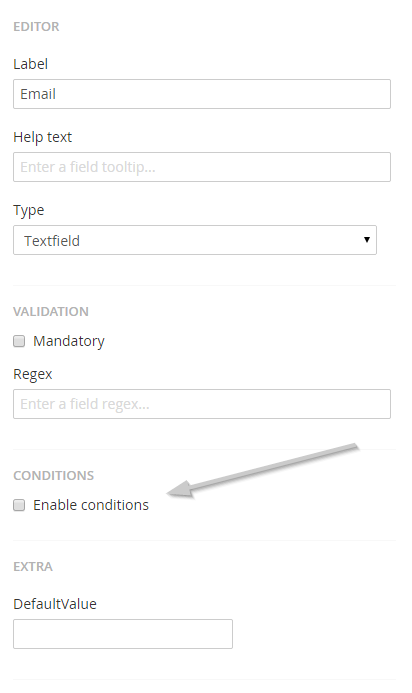 EDITOR
Label
Email
Help text
Enter a field tooltip...
Type
Textfield
VALIDATION
Mandatory
Regex
Enter a field regex...
CONDITIONS
Enable conditions
EXTRA
DefaultValue